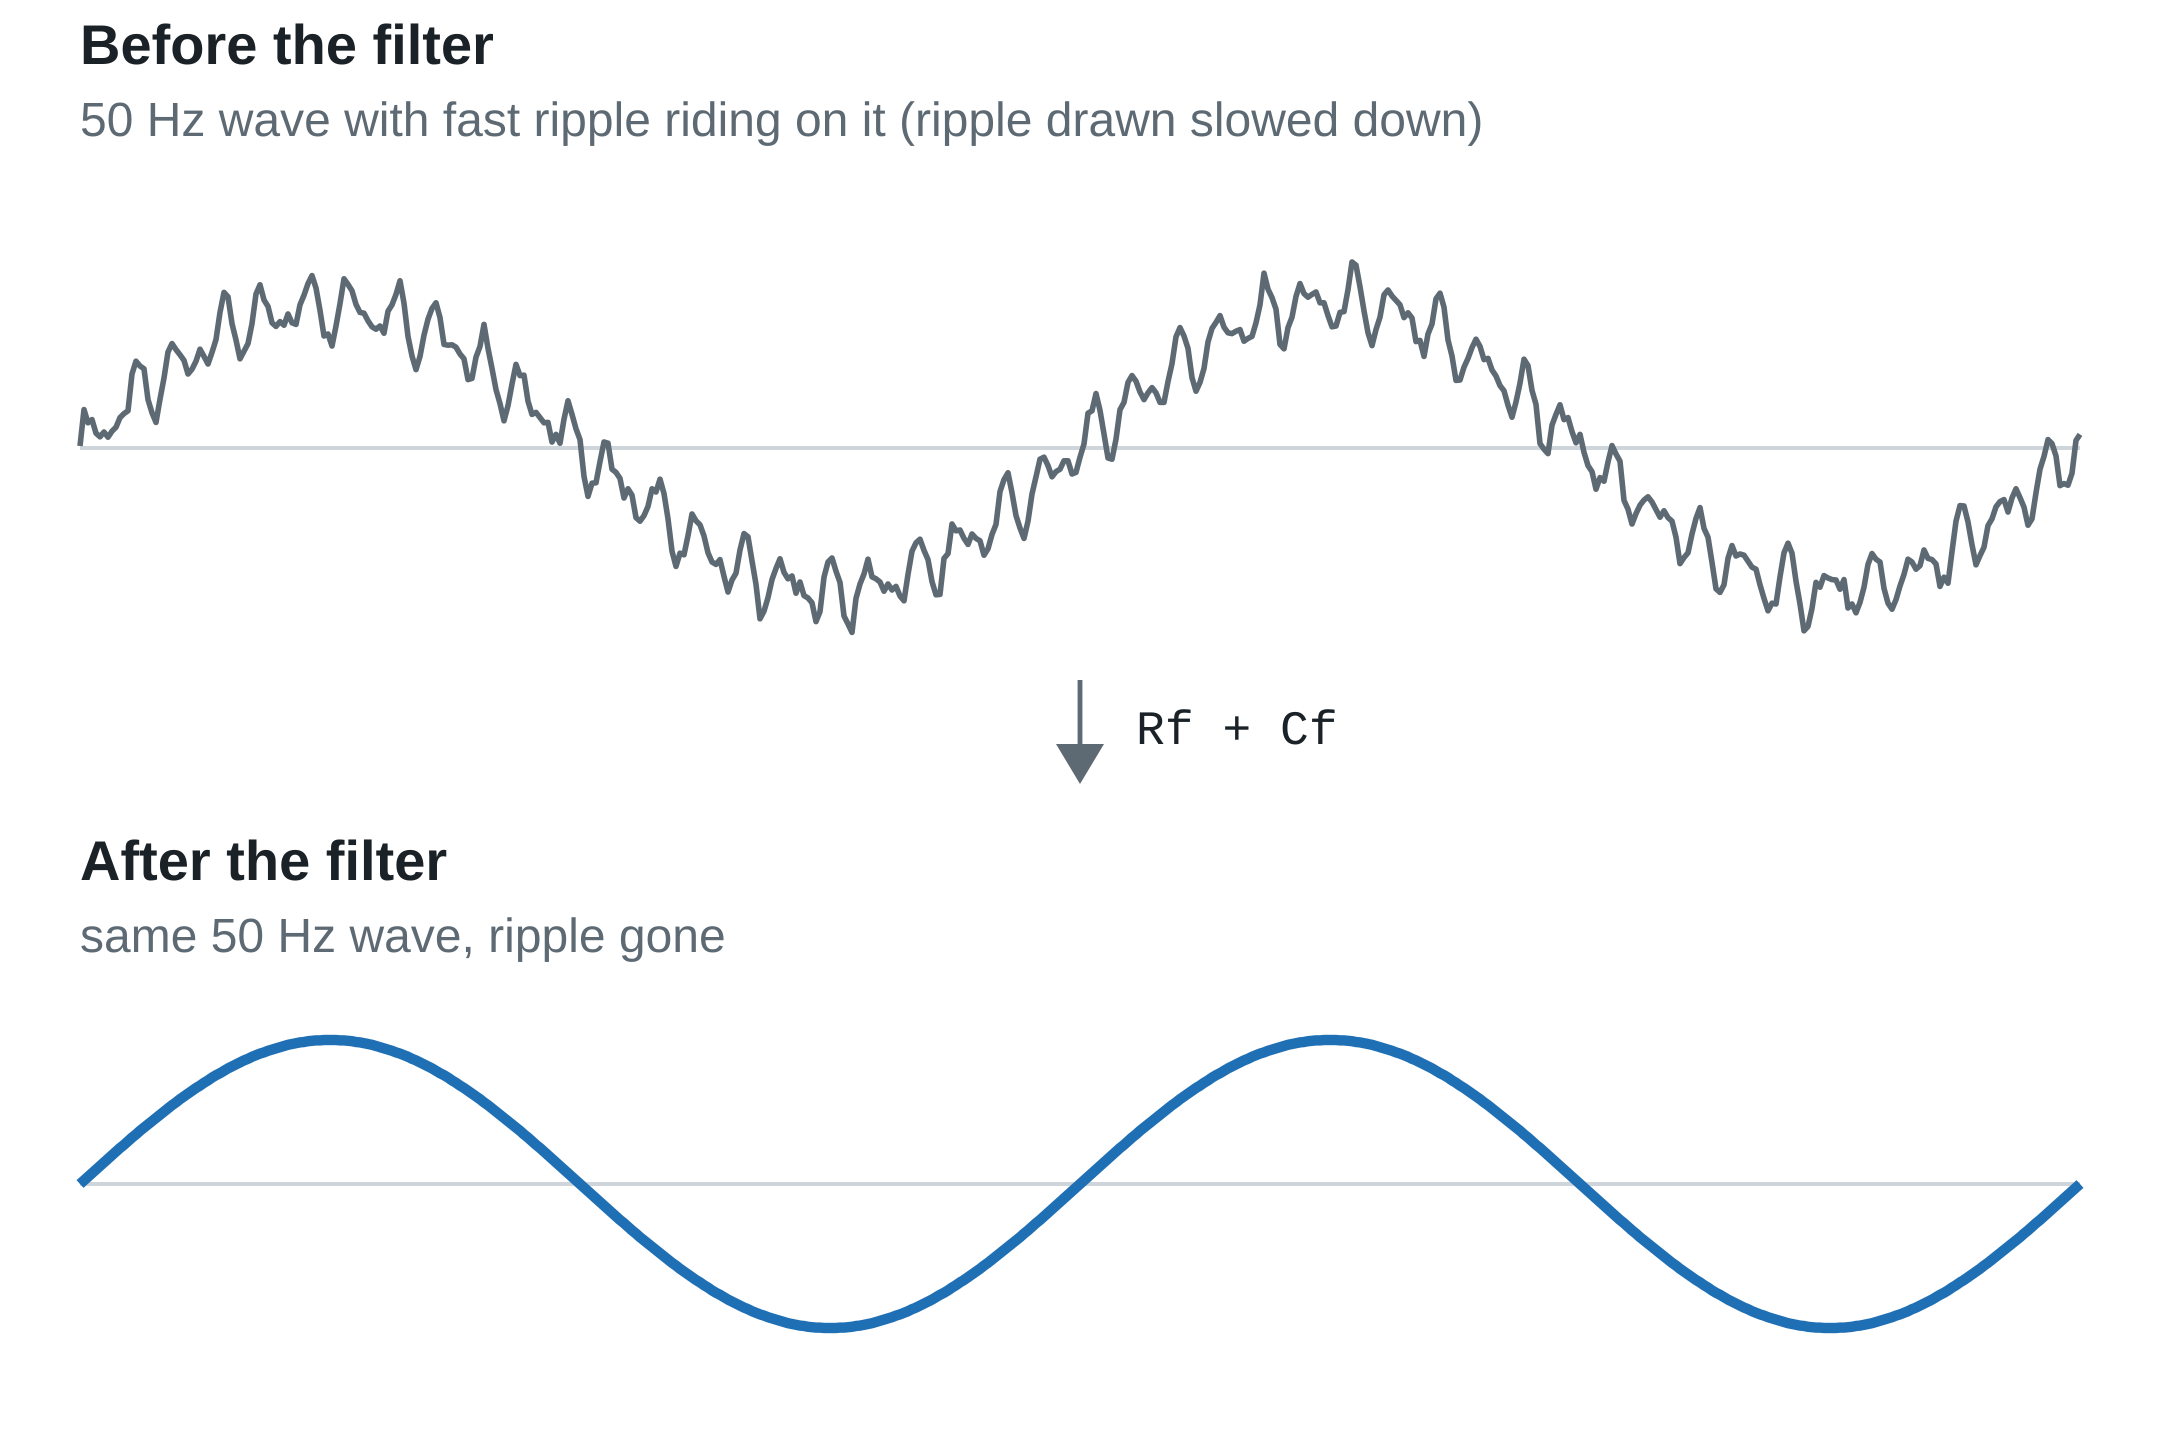 Before the filter
50 Hz wave with fast ripple riding on it (ripple drawn slowed down)
Rf + Cf
After the filter
same 50 Hz wave, ripple gone